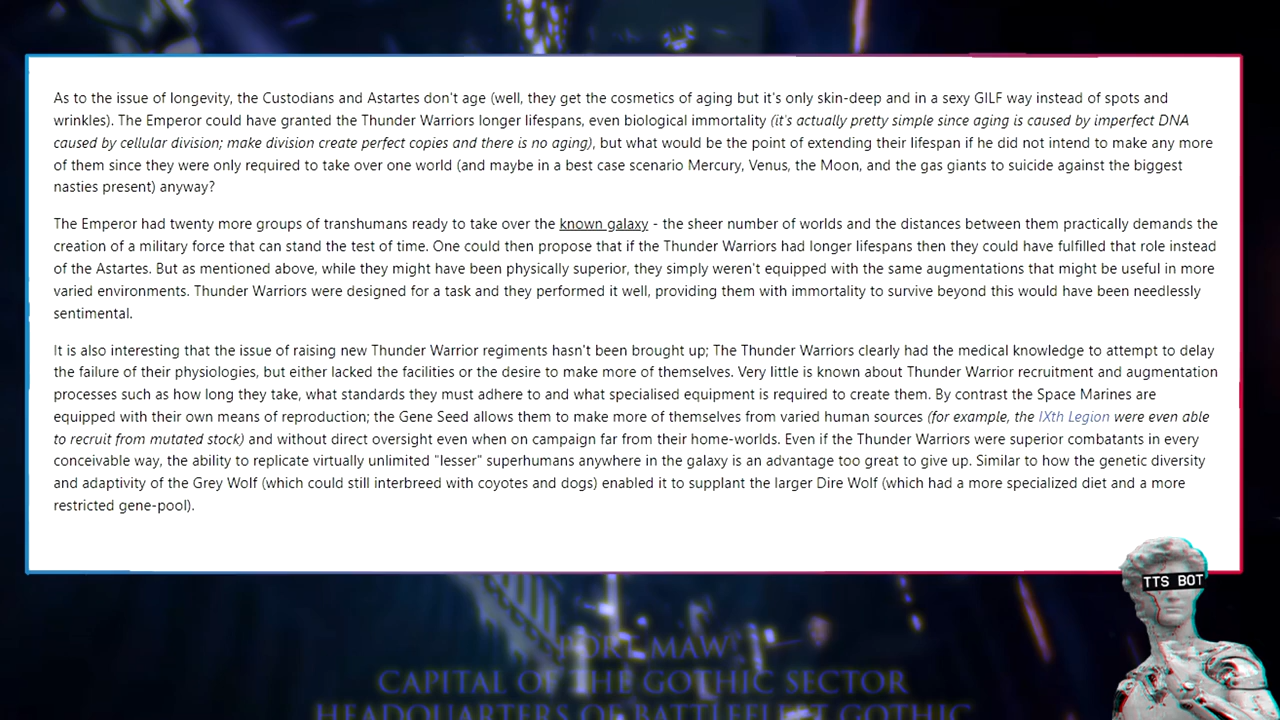 As to the issue of longevity, the Custodians and Astartes don't age (well, they get the cosmetics of aging but it's only skin-deep and in a sexy GILF way instead of spots and
wrinkles). The Emperor could have granted the Thunder Warriors longer lifespans, even biological immortality (it's actually pretty simple since aging is caused by imperfect DNA
caused by cellular division; make division create perfect copies and there is no aging), but what would be the point of extending their lifespan if he did not intend to make any more
of them since they were only required to take over one world (and maybe in a best case scenario Mercury, Venus, the Moon, and the gas giants to suicide against the biggest
nasties present) anyway?
The Emperor had twenty more groups of transhumans ready to take over the known galaxy - the sheer number of worlds and the distances between them practically demands the
creation of a military force that can stand the test of time. One could then propose that if the Thunder Warriors had longer lifespans then they could have fulfilled that role instead
of the Astartes. But as mentioned above, while they might have been physically superior, they simply weren't equipped with the same augmentations that might be useful in more
varied environments. Thunder Warriors were designed for a task and they performed it well, providing them with immortality to survive beyond this would have been needlessly
sentimental.
It is also interesting that the issue of raising new Thunder Warrior regiments hasn't been brought up; The Thunder Warriors clearly had the medical knowledge to attempt to delay
the failure of their physiologies, but either lacked the facilities or the desire to make more of themselves. Very little is known about Thunder Warrior recruitment and augmentation
processes such as how long they take, what standards they must adhere to and what specialised equipment is required to create them. By contrast the Space Marines are
equipped with their own means of reproduction; the Gene Seed allows them to make more of themselves from varied human sources (for example, the IXth Legion were even able
to recruit from mutated stock) and without direct oversight even when on campaign far from their home-worlds. Even if the Thunder Warriors were superior combatants in every
conceivable way, the ability to replicate virtually unlimited "lesser" superhumans anywhere in the galaxy is an advantage too great to give up. Similar to how the genetic diversity
and adaptivity of the Grey Wolf (which could still interbreed with coyotes and dogs) enabled it to supplant the larger Dire Wolf (which had a more specialized diet and a more
restricted gene-pool).
TTS BOT
PORT MAW
CAPITAL OF THE GOTHIC SECTOR
HEADQUARTERS OF BATTLEFLEET GOTHIC